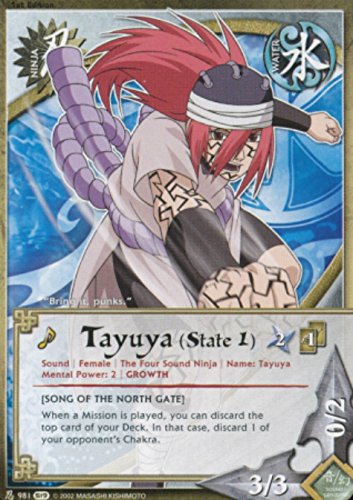 1st Edition
NINJA
忍
WATER
水
"Bring it, punks."
Tayuya (State 1)
2
1
Sound | Female | The Four Sound Ninja | Name: Tayuya
Mental Power: 2 | GROWTH
[SONG OF THE NORTH GATE]
When a Mission is played, you can discard the
top card of your Deck. In that case, discard 1 of
your opponent's Chakra.
3/3
0/2
忍 981
© 2002 MASASHI KISHIMOTO